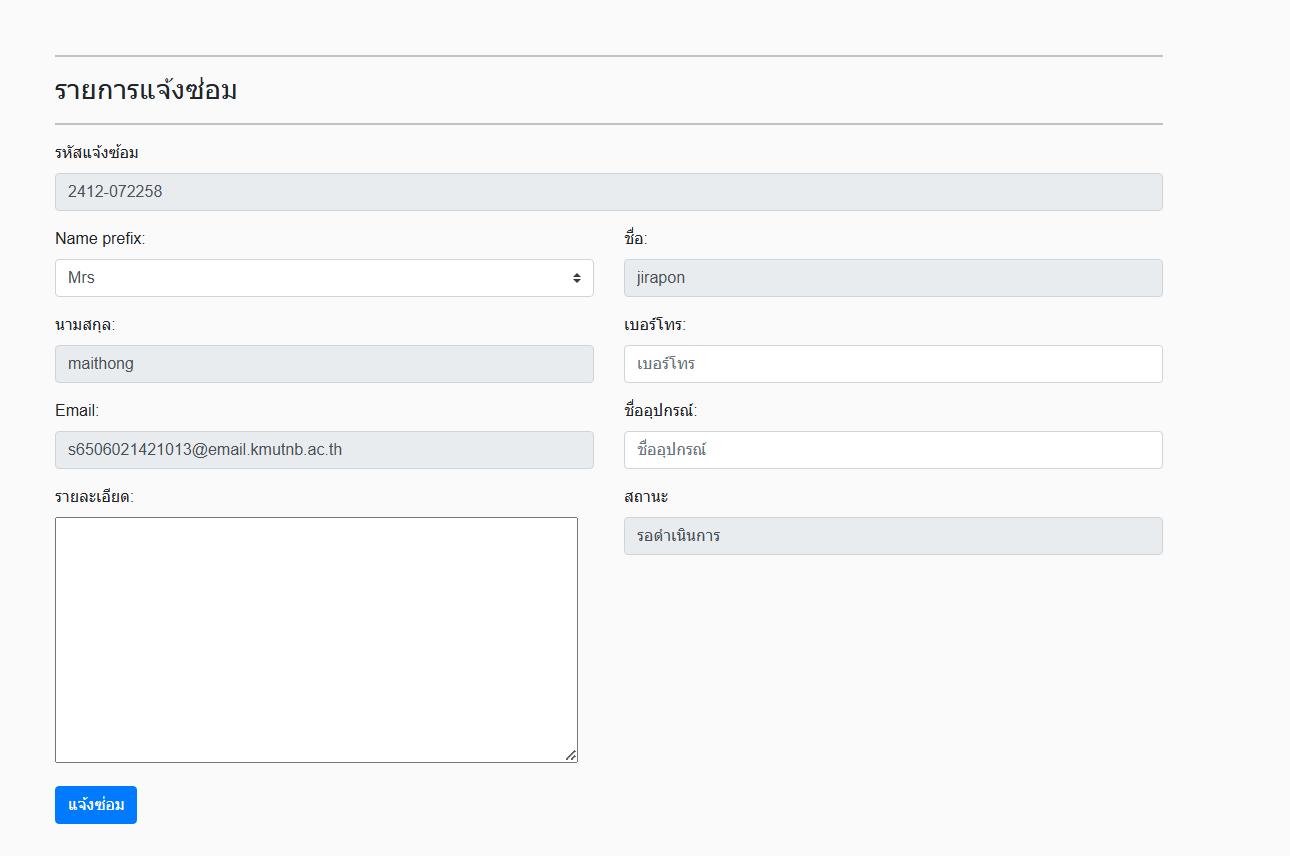 รายการแจ้งซ่อม
รหัสแจ้งซ้อม
2412-072258
Name prefix:
ชื่อ:
Mrs
jirapon
นามสกุล:
เบอร์โทร:
maithong
เบอร์โทร
Email:
ชื่ออุปกรณ์:
s6506021421013@email.kmutnb.ac.th
ชื่ออุปกรณ์
รายละเอียด:
สถานะ
รอดำเนินการ
แจ้งซ่อม